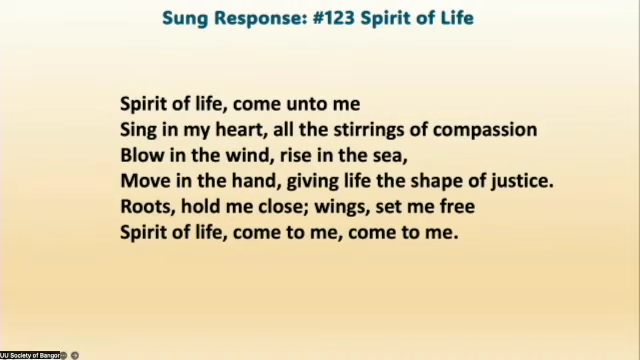 Sung Response: #123 Spirit of Life
Spirit of life, come unto me
Sing in my heart, all the stirrings of compassion
Blow in the wind, rise in the sea,
Move in the hand, giving life the shape of justice.
Roots, hold me close; wings, set me free
Spirit of life, come to me, come to me.
UU Society of Bangor